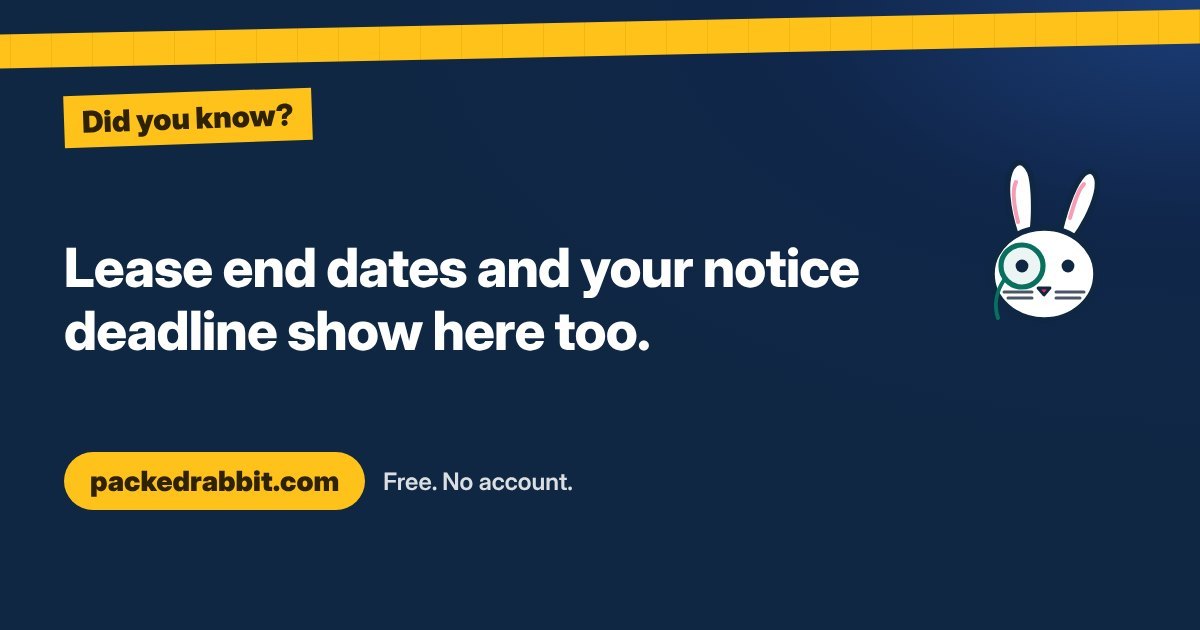 Did you know?
Lease end dates and your notice
deadline show here too.
packedrabbit.com
Free. No account.